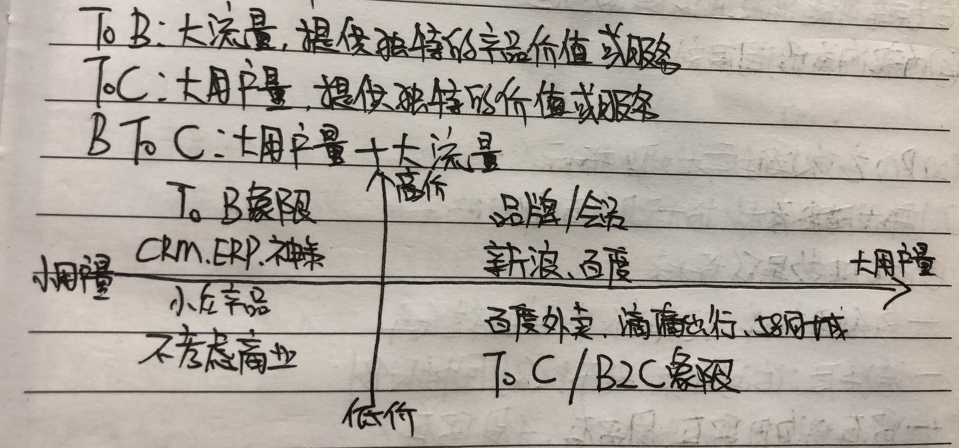 To B：大流量，提供独特的产品价值或服务
To C：大用户量，提供独特的价值或服务
B To C：大用户量＋大流量
高价
To B象限
品牌/
CRM.ERP.神
新浪、百度
小用户量
大用户量
小众产品
百度外卖、滴滴出行、58同城
不考虑商业
To C/B2C象限
低价